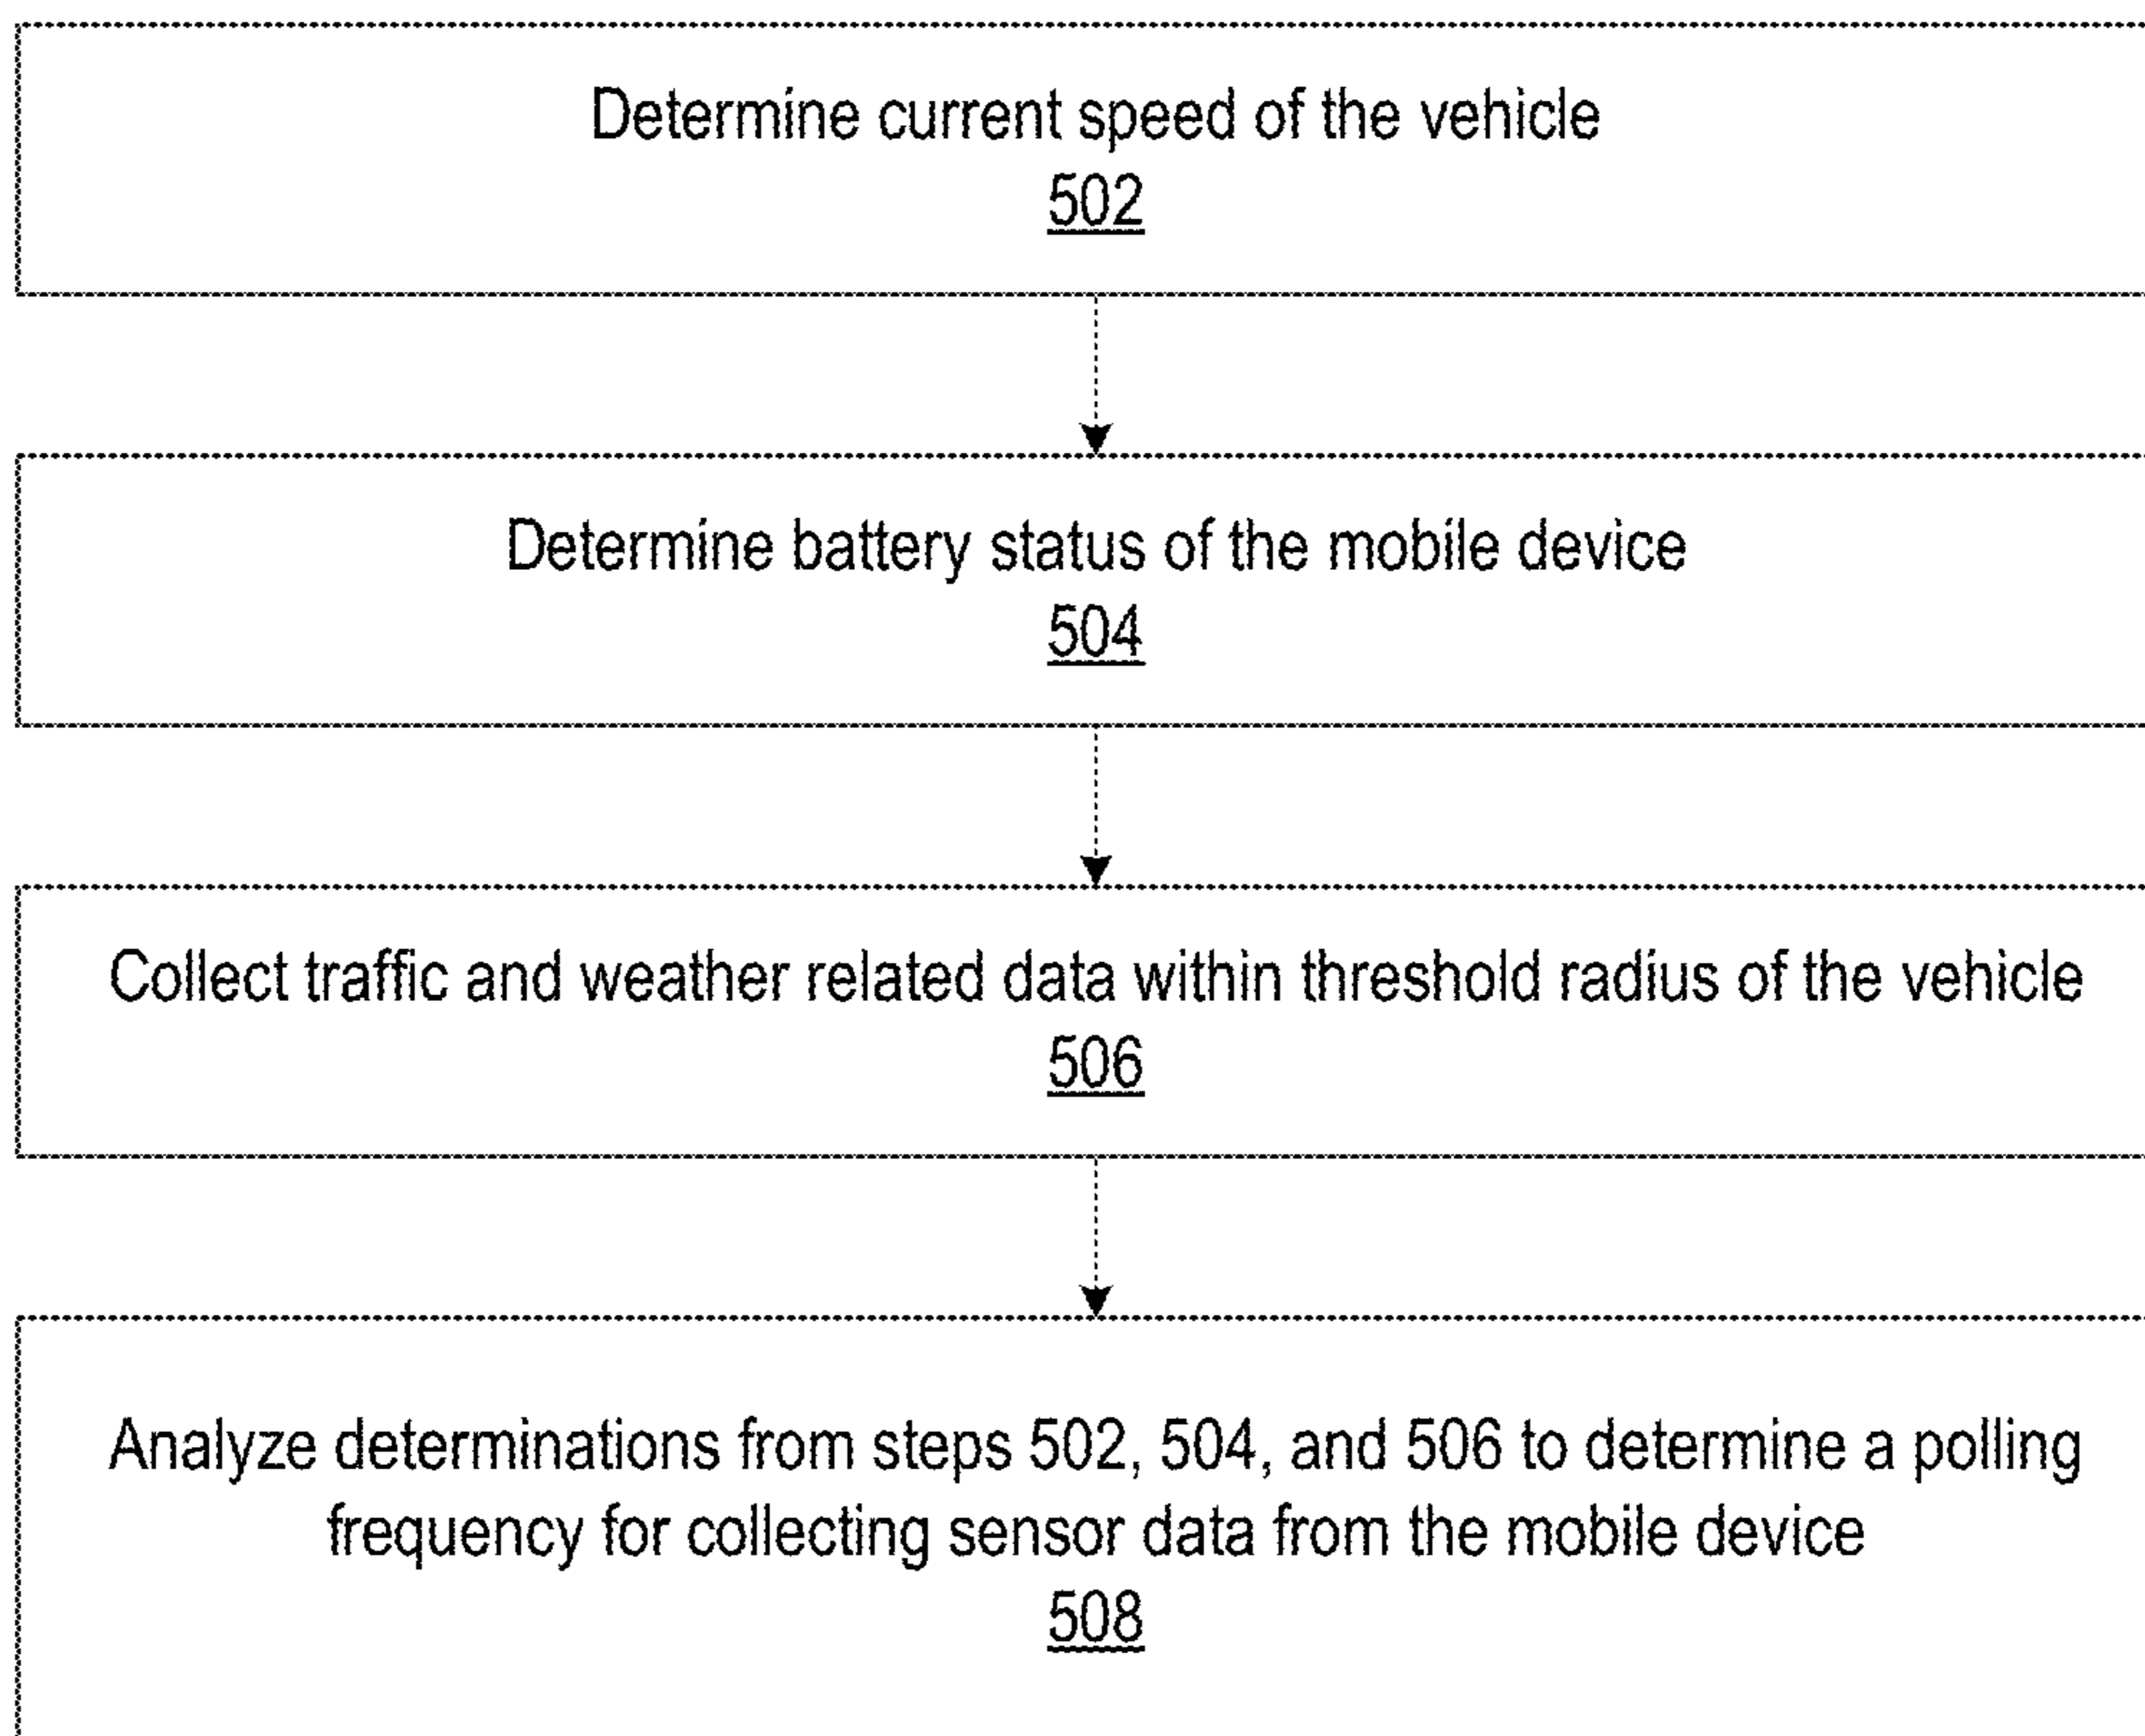 Determine current speed of the vehicle
502
Determine battery status of the mobile device
504
Collect traffic and weather related data within threshold radius of the vehicle
506
Analyze determinations from steps 502, 504, and 506 to determine a polling
frequency for collecting sensor data from the mobile device
508